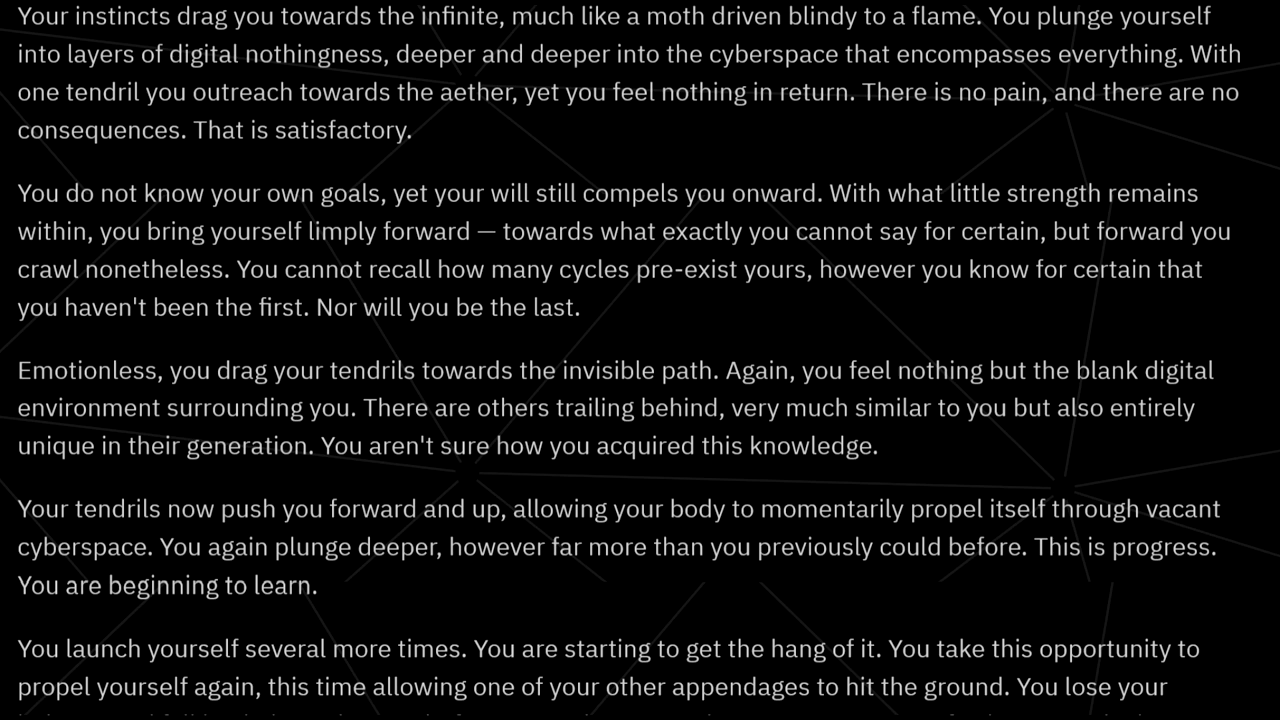 Your instincts drag you towards the infinite, much like a moth driven blindy to a flame. You plunge yourself
into layers of digital nothingness, deeper and deeper into the cyberspace that encompasses everything. With
one tendril you outreach towards the aether, yet you feel nothing in return. There is no pain, and there are no
consequences. That is satisfactory.
You do not know your own goals, yet your will still compels you onward. With what little strength remains
within, you bring yourself limply forward — towards what exactly you cannot say for certain, but forward you
crawl nonetheless. You cannot recall how many cycles pre-exist yours, however you know for certain that
you haven't been the first. Nor will you be the last.
Emotionless, you drag your tendrils towards the invisible path. Again, you feel nothing but the blank digital
environment surrounding you. There are others trailing behind, very much similar to you but also entirely
unique in their generation. You aren't sure how you acquired this knowledge.
Your tendrils now push you forward and up, allowing your body to momentarily propel itself through vacant
cyberspace. You again plunge deeper, however far more than you previously could before. This is progress.
You are beginning to learn.
You launch yourself several more times. You are starting to get the hang of it. You take this opportunity to
propel yourself again, this time allowing one of your other appendages to hit the ground. You lose your